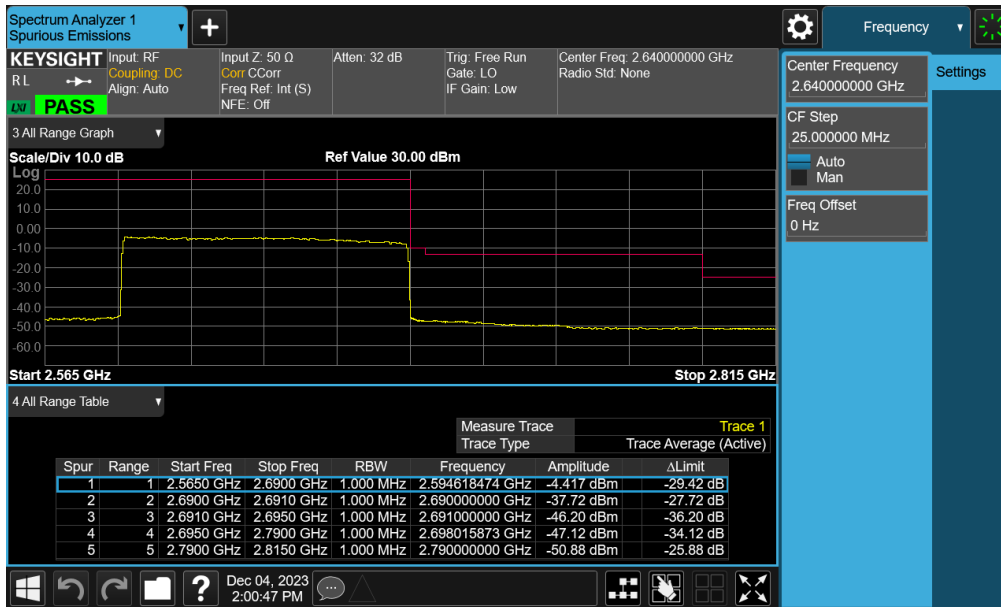 Spectrum Analyzer 1
Spurious Emissions
+
Frequency
KEYSIGHT
R L
LXI
PASS
Input: RF
Coupling: DC
Align: Auto
Input Z: 50 Ω
Corr CCorr
Freq Ref: Int (S)
NFE: Off
Atten: 32 dB
Trig: Free Run
Gate: LO
IF Gain: Low
Center Freq: 2.640000000 GHz
Radio Std: None
Center Frequency
2.640000000 GHz
Settings
CF Step
25.000000 MHz
Auto
Man
Freq Offset
0 Hz
3 All Range Graph
Scale/Div 10.0 dB
Ref Value 30.00 dBm
Log
20.0
10.0
0.00
-10.0
-20.0
-30.0
-40.0
-50.0
-60.0
Start 2.565 GHz
Stop 2.815 GHz
4 All Range Table
Measure Trace Trace 1
Trace Type Trace Average (Active)
Spur Range Start Freq Stop Freq RBW Frequency Amplitude ΔLimit
1 1 2.5650 GHz 2.6900 GHz 1.000 MHz 2.594618474 GHz -4.417 dBm -29.42 dB
2 2 2.6900 GHz 2.6910 GHz 1.000 MHz 2.690000000 GHz -37.72 dBm -27.72 dB
3 3 2.6910 GHz 2.6950 GHz 1.000 MHz 2.691000000 GHz -46.20 dBm -36.20 dB
4 4 2.6950 GHz 2.7900 GHz 1.000 MHz 2.698015873 GHz -47.12 dBm -34.12 dB
5 5 2.7900 GHz 2.8150 GHz 1.000 MHz 2.790000000 GHz -50.88 dBm -25.88 dB
?
Dec 04, 2023
2:00:47 PM